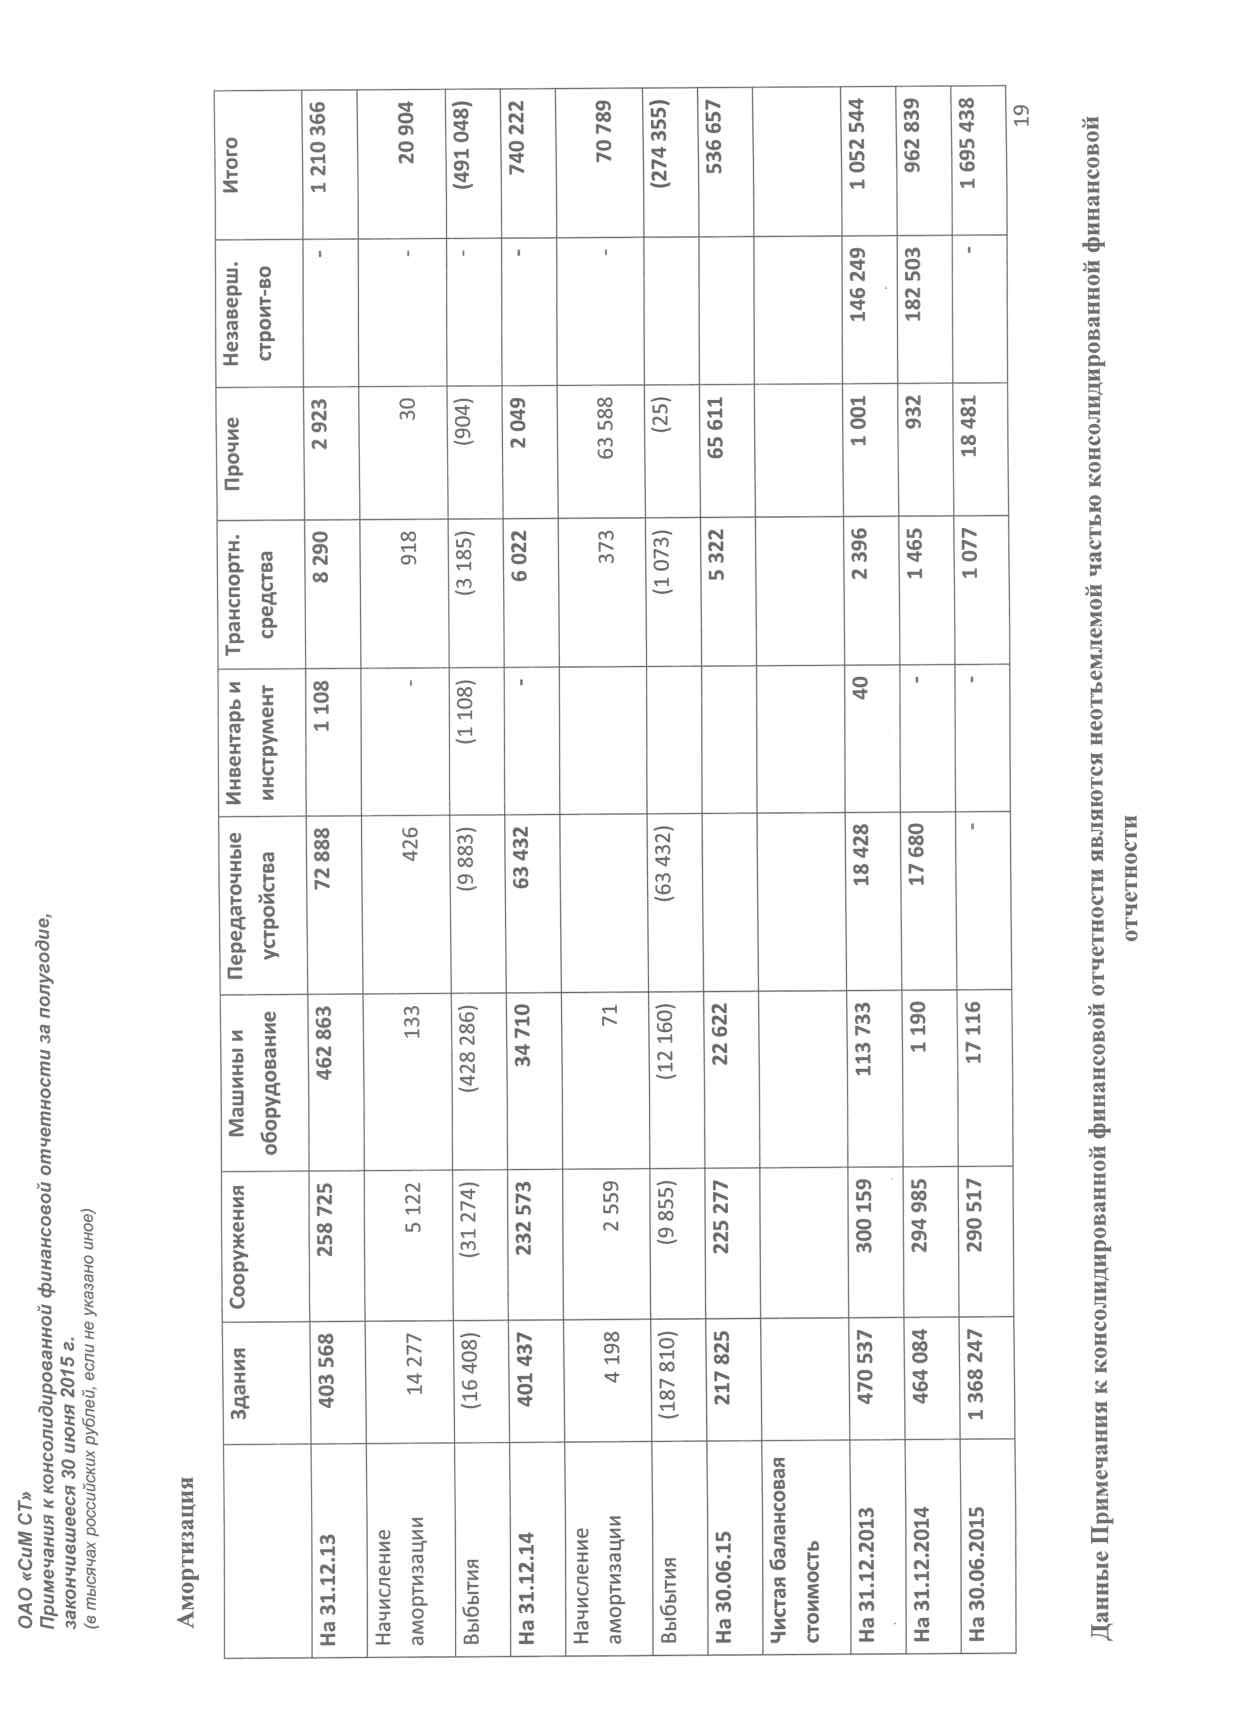 ОАО «СиМ СТ»
Примечания к консолидированной финансовой отчетности за полугодие,
закончившееся 30 июня 2015 г.
(в тысячах российских рублей, если не указано иное)
Амортизация
Здания Сооружения Машины и оборудование Передаточные устройства Инвентарь и инструмент Транспортн. средства Прочие Незаверш. строит-во Итого
На 31.12.13 403 568 258 725 462 863 72 888 1 108 8 290 2 923 - 1 210 366
Начисление амортизации 14 277 5 122 133 426 - 918 30 - 20 904
Выбытия (16 408) (31 274) (428 286) (9 883) (1 108) (3 185) (904) - (491 048)
На 31.12.14 401 437 232 573 34 710 63 432 - 6 022 2 049 - 740 222
Начисление амортизации 4 198 2 559 71 373 63 588 - 70 789
Выбытия (187 810) (9 855) (12 160) (63 432) (1 073) (25) (274 355)
На 30.06.15 217 825 225 277 22 622 5 322 65 611 536 657
Чистая балансовая стоимость
На 31.12.2013 470 537 300 159 113 733 18 428 40 2 396 1 001 146 249 1 052 544
На 31.12.2014 464 084 294 985 1 190 17 680 - 1 465 932 182 503 962 839
На 30.06.2015 1 368 247 290 517 17 116 - - 1 077 18 481 - 1 695 438
19
Данные Примечания к консолидированной финансовой отчетности являются неотъемлемой частью консолидированной финансовой
отчетности